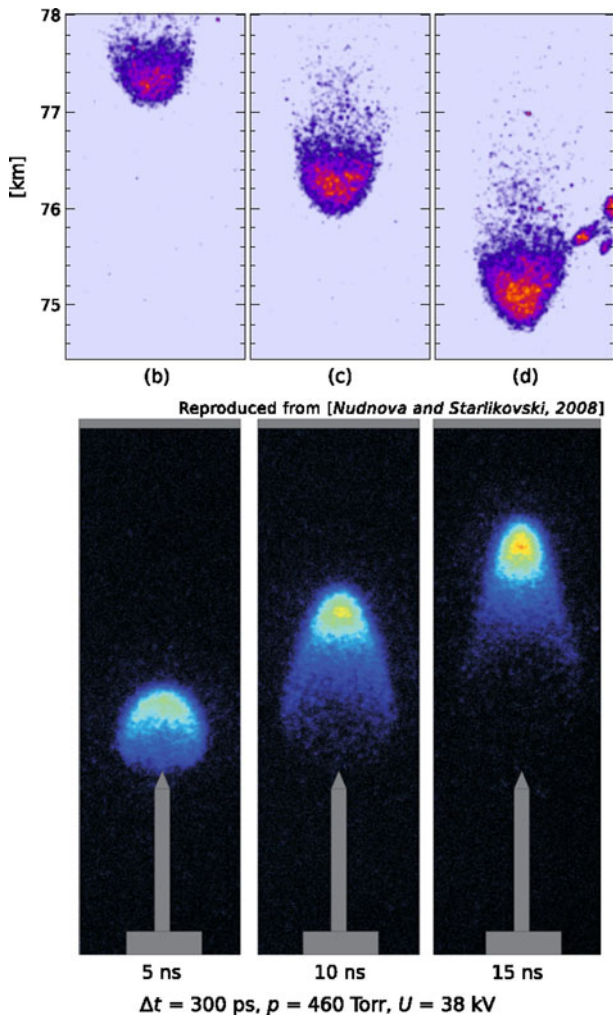 78
77
76
75
[km]
(b) (c) (d)
Reproduced from [Nudnova and Starlikovski, 2008]
5 ns 10 ns 15 ns
Δt = 300 ps, p = 460 Torr, U = 38 kV